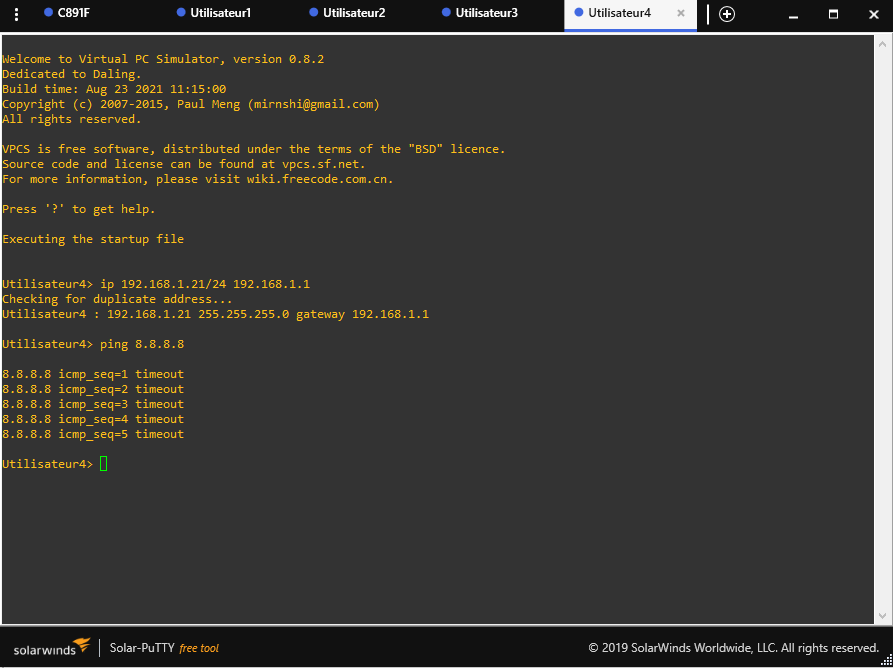 C891F
Utilisateur1
Utilisateur2
Utilisateur3
Utilisateur4
Welcome to Virtual PC Simulator, version 0.8.2
Dedicated to Daling.
Build time: Aug 23 2021 11:15:00
Copyright (c) 2007-2015, Paul Meng (mirnshi@gmail.com)
All rights reserved.
VPCS is free software, distributed under the terms of the "BSD" licence.
Source code and license can be found at vpcs.sf.net.
For more information, please visit wiki.freecode.com.cn.
Press '?' to get help.
Executing the startup file
Utilisateur4> ip 192.168.1.21/24 192.168.1.1
Checking for duplicate address...
Utilisateur4 : 192.168.1.21 255.255.255.0 gateway 192.168.1.1
Utilisateur4> ping 8.8.8.8
8.8.8.8 icmp_seq=1 timeout
8.8.8.8 icmp_seq=2 timeout
8.8.8.8 icmp_seq=3 timeout
8.8.8.8 icmp_seq=4 timeout
8.8.8.8 icmp_seq=5 timeout
Utilisateur4>
solarwinds
Solar-PuTTY free tool
© 2019 SolarWinds Worldwide, LLC. All rights reserved.